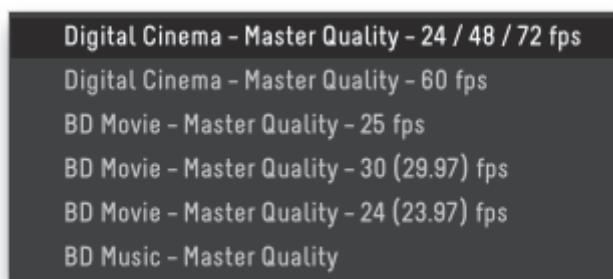 Digital Cinema – Master Quality – 24 / 48 / 72 fps
Digital Cinema – Master Quality – 60 fps
BD Movie – Master Quality – 25 fps
BD Movie – Master Quality – 30 (29.97) fps
BD Movie – Master Quality – 24 (23.97) fps
BD Music – Master Quality